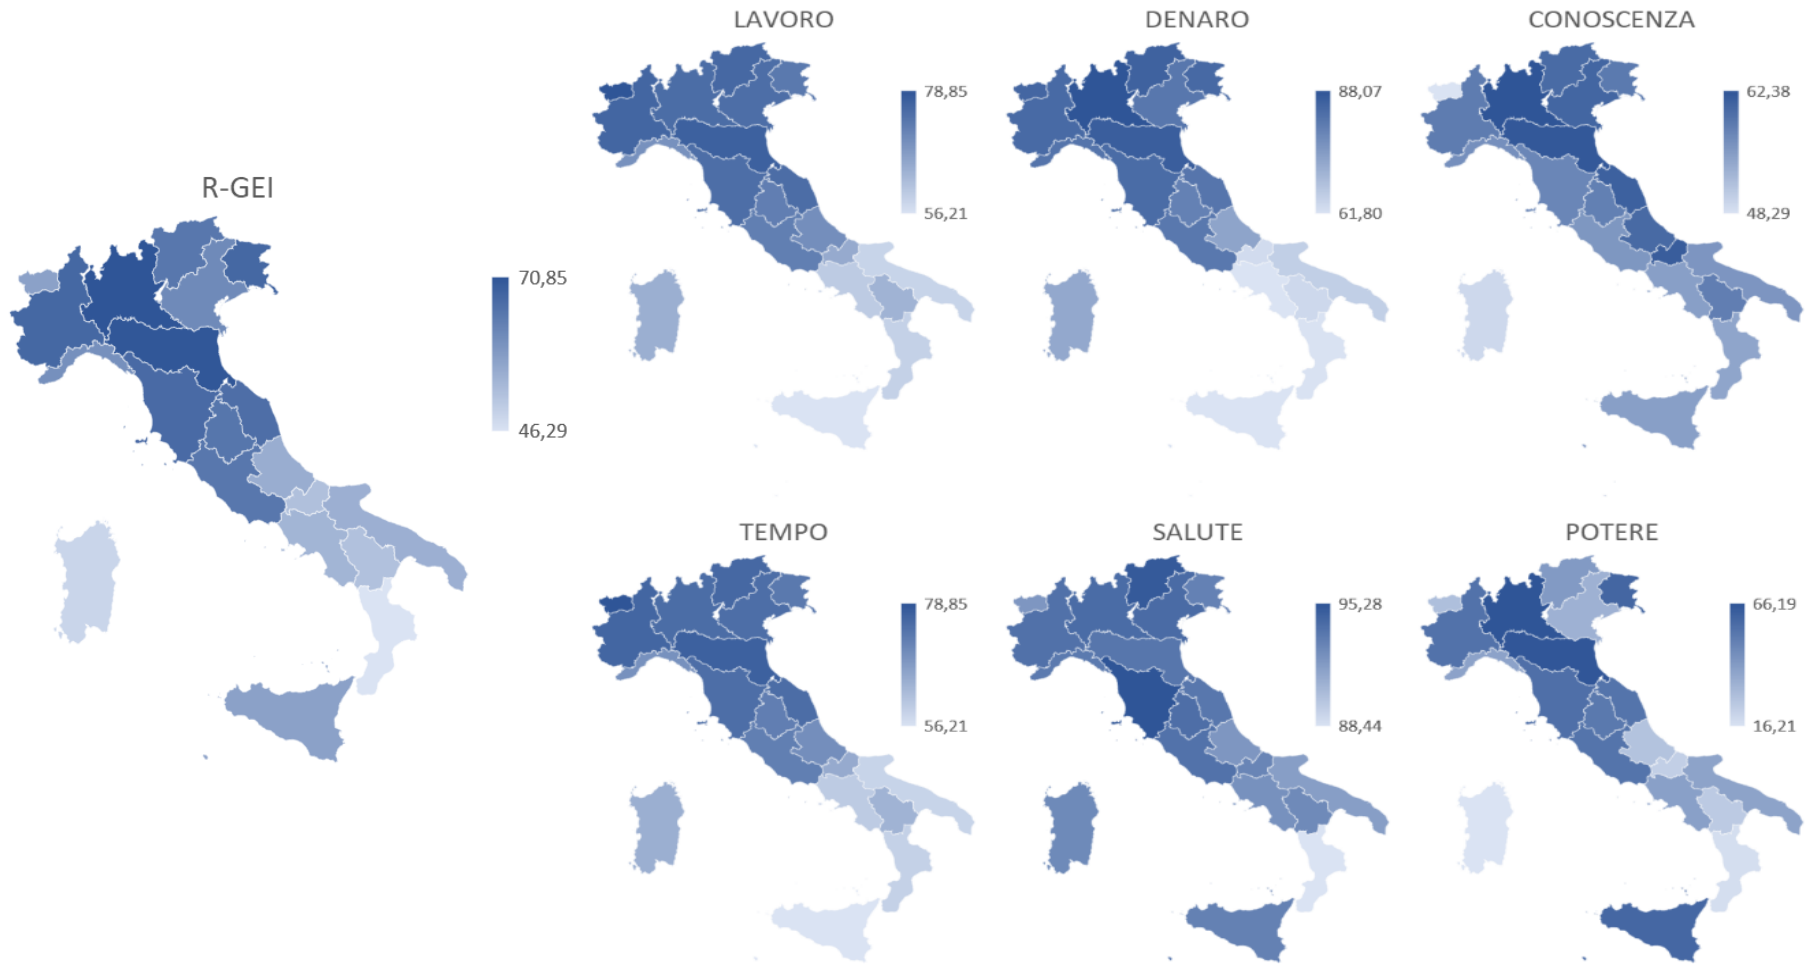 R-GEI
70,85
46,29
LAVORO
78,85
56,21
DENARO
88,07
61,80
CONOSCENZA
62,38
48,29
TEMPO
78,85
56,21
SALUTE
95,28
88,44
POTERE
66,19
16,21